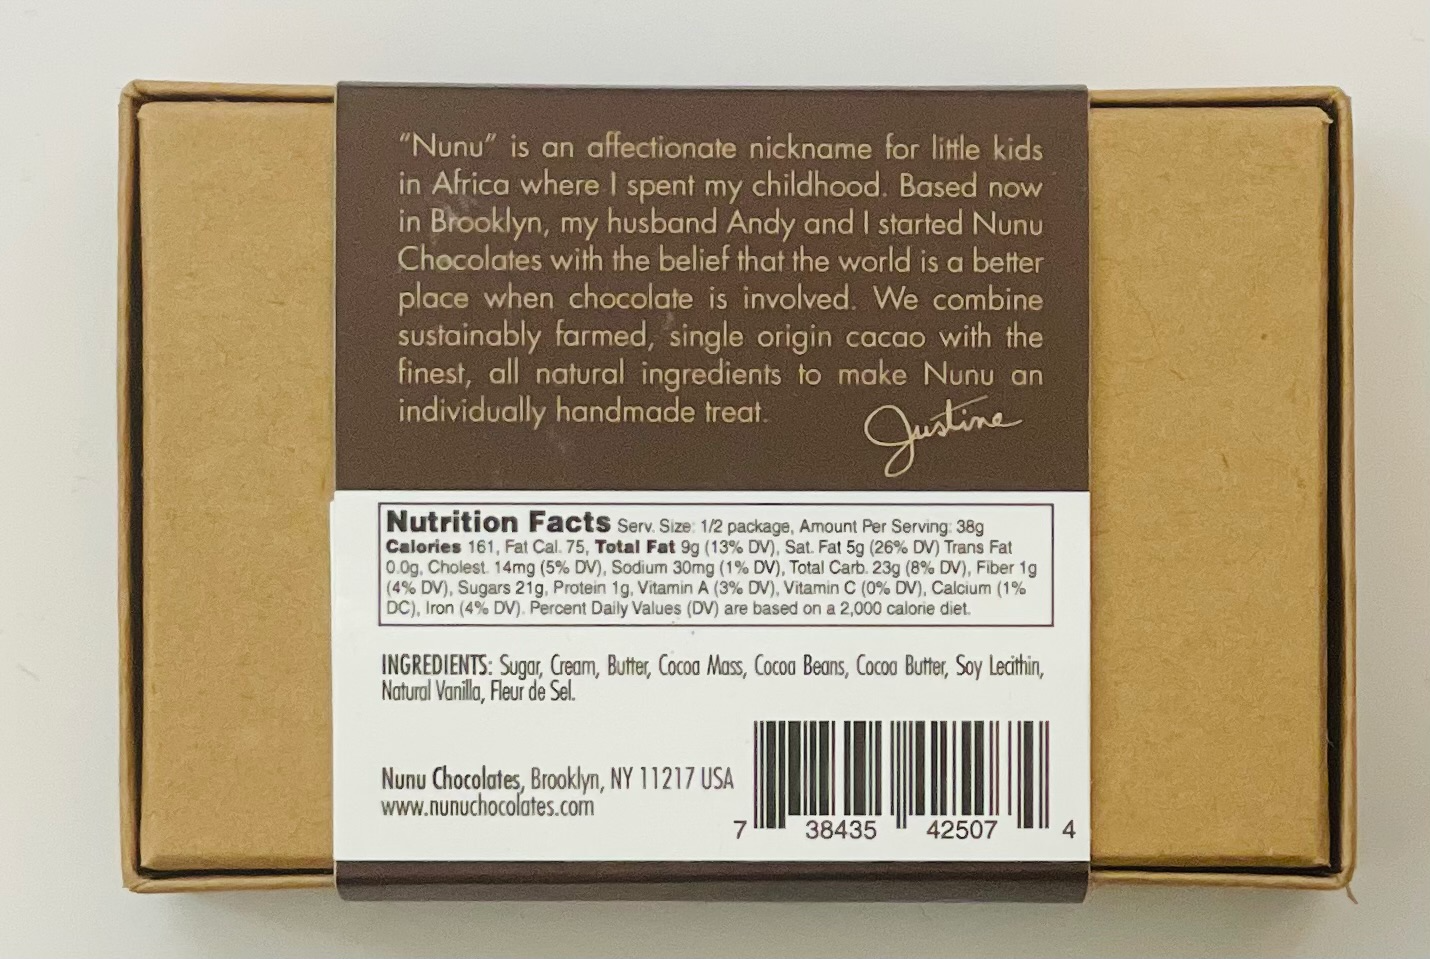 “Nunu” is an affectionate nickname for little kids
in Africa where I spent my childhood. Based now
in Brooklyn, my husband Andy and I started Nunu
Chocolates with the belief that the world is a better
place when chocolate is involved. We combine
sustainably farmed, single origin cacao with the
finest, all natural ingredients to make Nunu an
individually handmade treat.
Justine
Nutrition Facts Serv. Size: 1/2 package, Amount Per Serving: 38g
Calories 161, Fat Cal. 75, Total Fat 9g (13% DV), Sat. Fat 5g (26% DV) Trans Fat
0.0g, Cholest. 14mg (5% DV), Sodium 30mg (1% DV), Total Carb. 23g (8% DV), Fiber 1g
(4% DV), Sugars 21g, Protein 1g, Vitamin A (3% DV), Vitamin C (0% DV), Calcium (1%
DC), Iron (4% DV). Percent Daily Values (DV) are based on a 2,000 calorie diet.
INGREDIENTS: Sugar, Cream, Butter, Cocoa Mass, Cocoa Beans, Cocoa Butter, Soy Lecithin,
Natural Vanilla, Fleur de Sel.
Nunu Chocolates, Brooklyn, NY 11217 USA
www.nunuchocolates.com
7 38435 42507 4